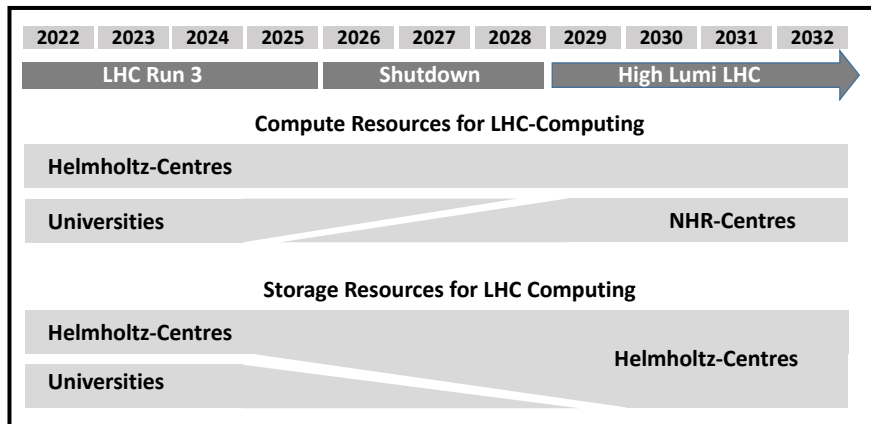 2022 2023 2024 2025 2026 2027 2028 2029 2030 2031 2032
LHC Run 3 Shutdown High Lumi LHC
Compute Resources for LHC-Computing
Helmholtz-Centres
Universities NHR-Centres
Storage Resources for LHC Computing
Helmholtz-Centres
Helmholtz-Centres
Universities